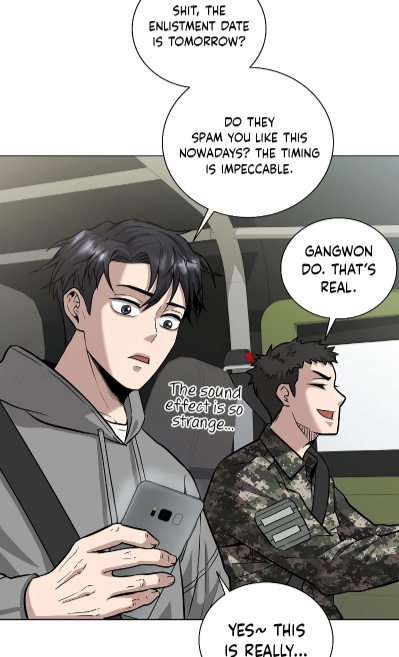 SHIT, THE
ENLISTMENT DATE
IS TOMORROW?
DO THEY
SPAM YOU LIKE THIS
NOWADAYS? THE TIMING
IS IMPECCABLE.
GANGWON
DO. THAT'S
REAL.
The sound
effect is so
strange...
YES~ THIS
IS REALLY...